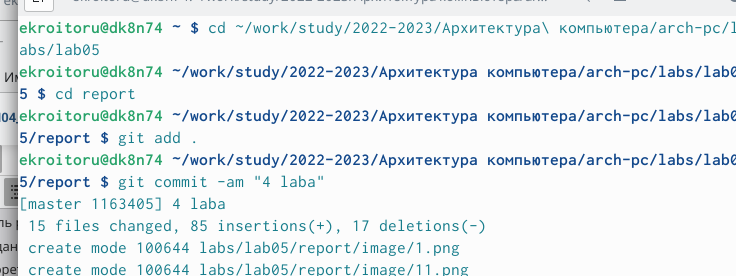 ekroitoru@dk8n74 ~ $ cd ~/work/study/2022-2023/Архитектура\ компьютера/arch-pc/l
abs/lab05
ekroitoru@dk8n74 ~/work/study/2022-2023/Архитектура компьютера/arch-pc/labs/lab0
5 $ cd report
ekroitoru@dk8n74 ~/work/study/2022-2023/Архитектура компьютера/arch-pc/labs/lab0
5/report $ git add .
ekroitoru@dk8n74 ~/work/study/2022-2023/Архитектура компьютера/arch-pc/labs/lab0
5/report $ git commit -am "4 laba"
[master 1163405] 4 laba
15 files changed, 85 insertions(+), 17 deletions(-)
create mode 100644 labs/lab05/report/image/1.png
create mode 100644 labs/lab05/report/image/11.png